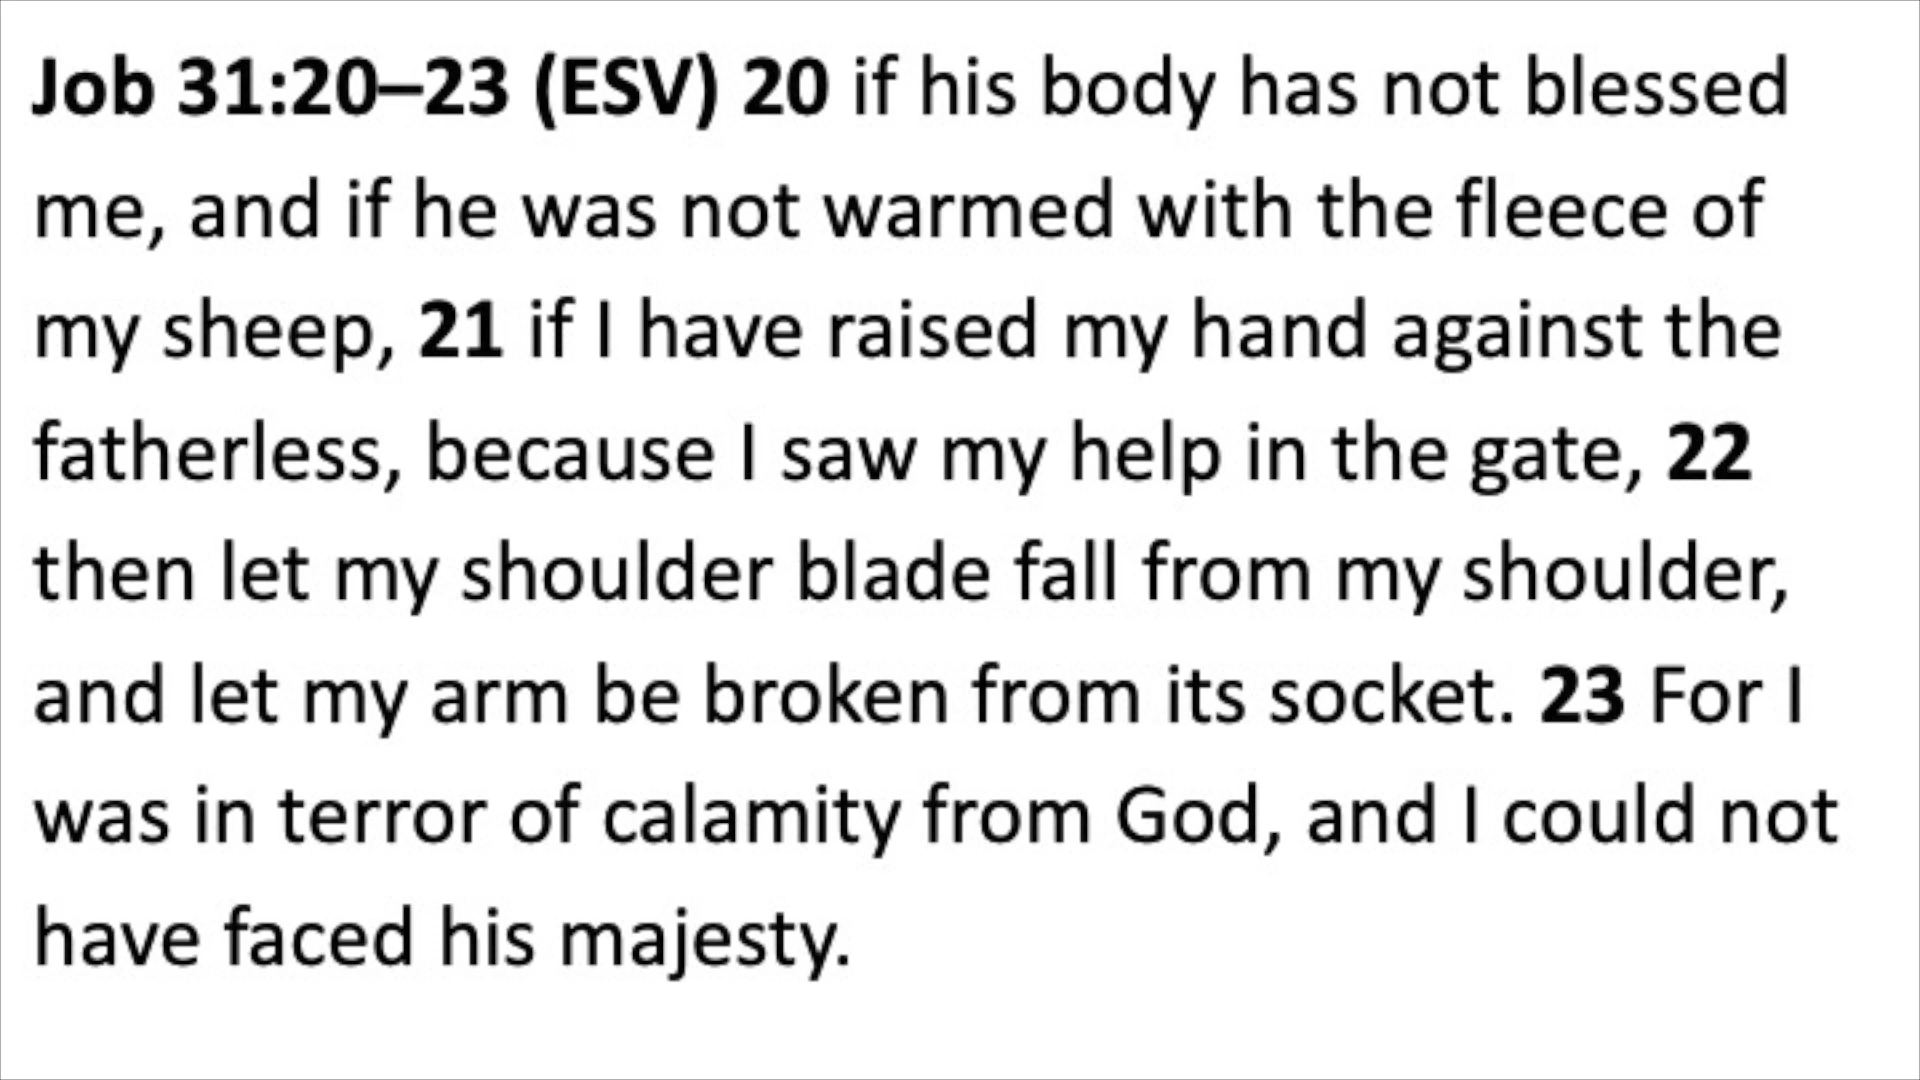 Job 31:20–23 (ESV) 20 if his body has not blessed
me, and if he was not warmed with the fleece of
my sheep, 21 if I have raised my hand against the
fatherless, because I saw my help in the gate, 22
then let my shoulder blade fall from my shoulder,
and let my arm be broken from its socket. 23 For I
was in terror of calamity from God, and I could not
have faced his majesty.